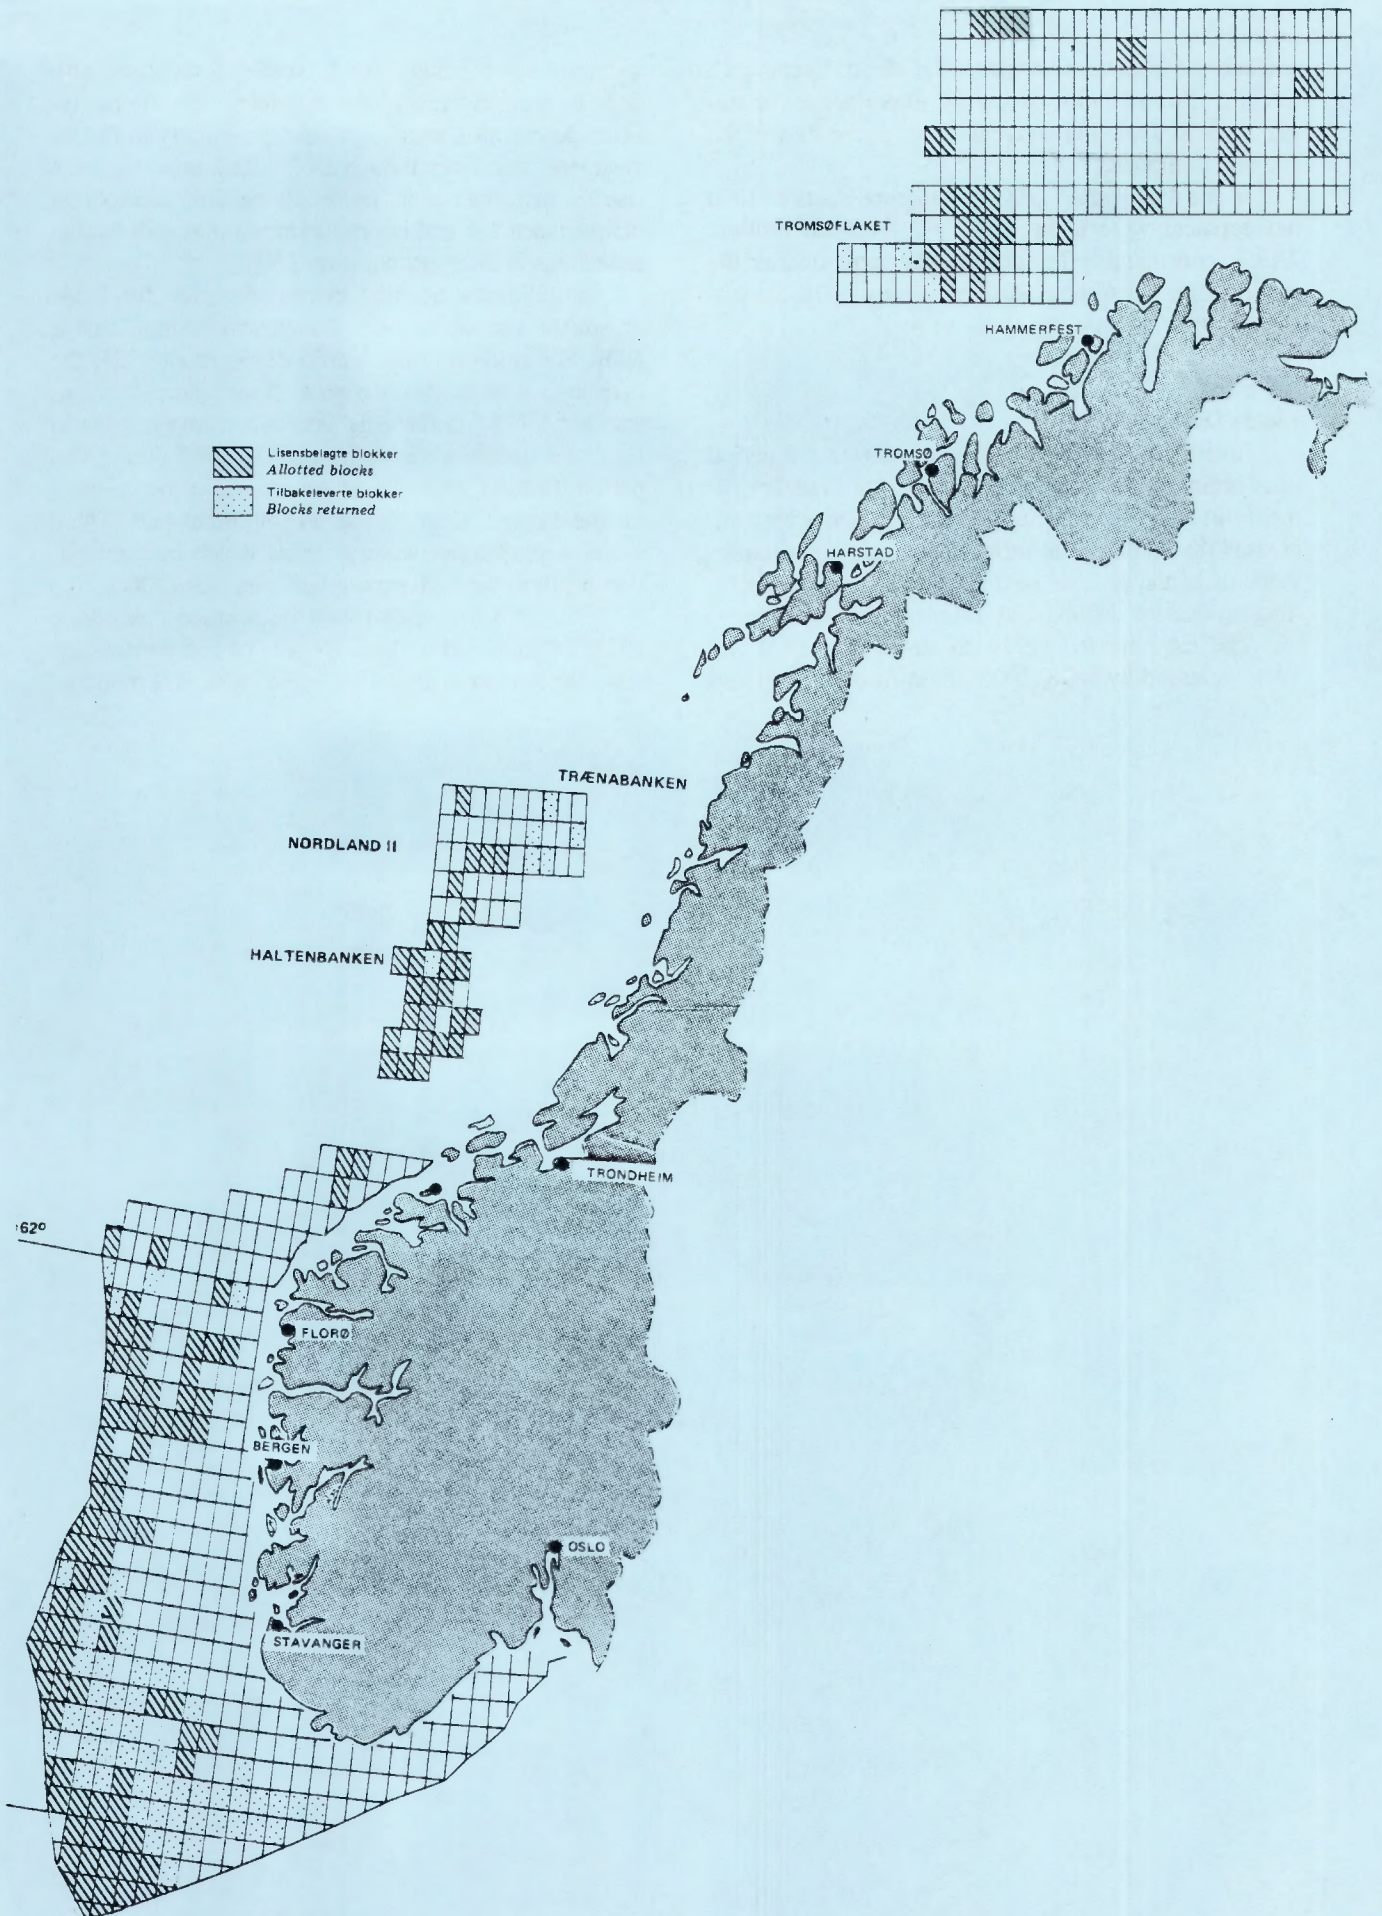 TROMSØFLAKET
HAMMERFEST
TROMSØ
Lisensbelagte blokker
Allotted blocks
Tilbakeleverte blokker
Blocks returned
HARSTAD
TRÆNABANKEN
NORDLAND II
HALTENBANKEN
TRONDHEIM
62º
FLORØ
BERGEN
OSLO
STAVANGER